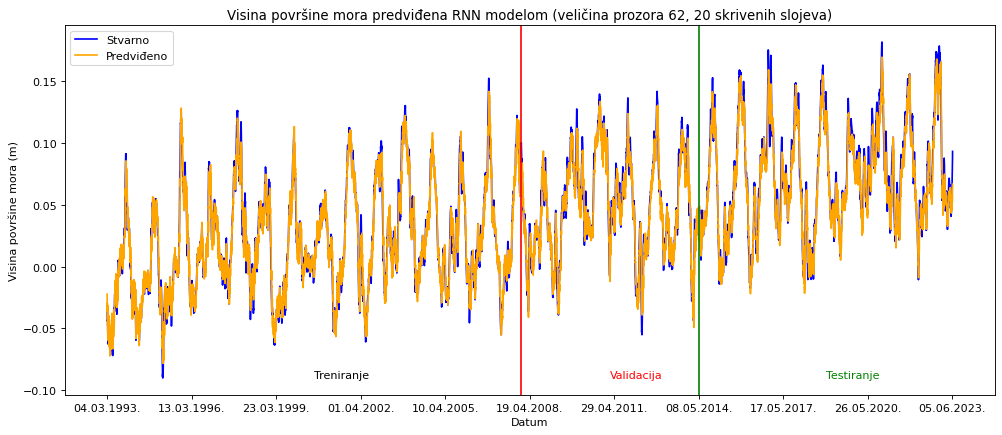 Visina površine mora predviđena RNN modelom (veličina prozora 62, 20 skrivenih slojeva)
Stvarno
Predviđeno
Visina površine mora (m)
0.15
0.10
0.05
0.00
−0.05
−0.10
Treniranje
Validacija
Testiranje
04.03.1993. 13.03.1996. 23.03.1999. 01.04.2002. 10.04.2005. 19.04.2008. 29.04.2011. 08.05.2014. 17.05.2017. 26.05.2020. 05.06.2023.
Datum